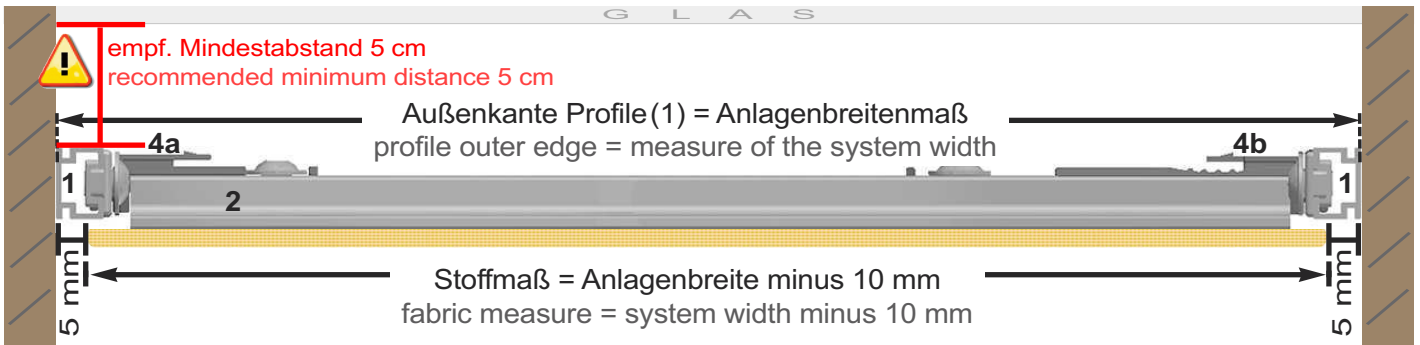 G L A S
empf. Mindestabstand 5 cm
recommended minimum distance 5 cm
Außenkante Profile (1) = Anlagenbreitenmaß
profile outer edge = measure of the system width
4a
4b
1
2
1
Stoffmaß = Anlagenbreite minus 10 mm
fabric measure = system width minus 10 mm
5 mm
5 mm